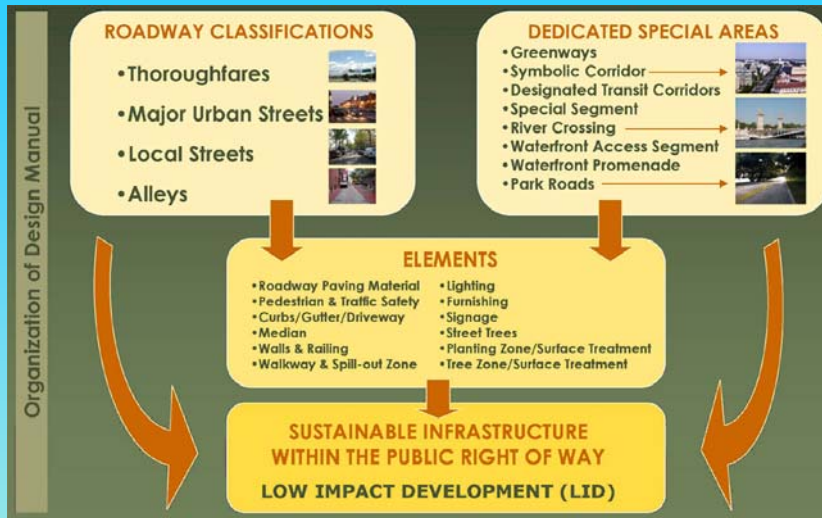 Organization of Design Manual
ROADWAY CLASSIFICATIONS
•Thoroughfares
•Major Urban Streets
•Local Streets
•Alleys
DEDICATED SPECIAL AREAS
•Greenways
•Symbolic Corridor
•Designated Transit Corridors
•Special Segment
•River Crossing
•Waterfront Access Segment
•Waterfront Promenade
•Park Roads
ELEMENTS
•Roadway Paving Material
•Pedestrian & Traffic Safety
•Curbs/Gutter/Driveway
•Median
•Walls & Railing
•Walkway & Spill-out Zone
•Lighting
•Furnishing
•Signage
•Street Trees
•Planting Zone/Surface Treatment
•Tree Zone/Surface Treatment
SUSTAINABLE INFRASTRUCTURE
WITHIN THE PUBLIC RIGHT OF WAY
LOW IMPACT DEVELOPMENT (LID)